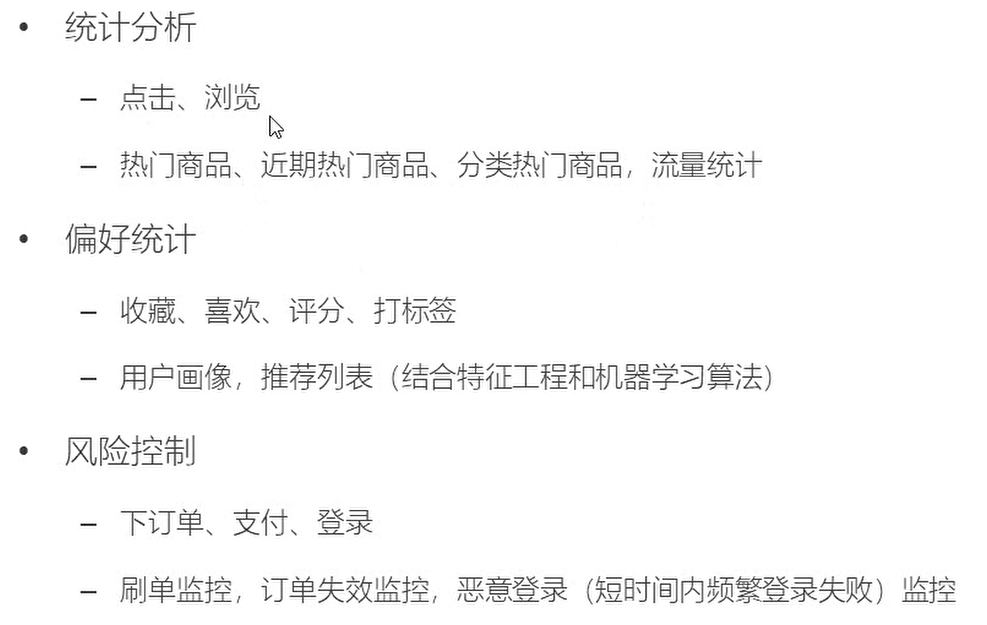 • 统计分析
– 点击、浏览
– 热门商品、近期热门商品、分类热门商品，流量统计
• 偏好统计
– 收藏、喜欢、评分、打标签
– 用户画像，推荐列表（结合特征工程和机器学习算法）
• 风险控制
– 下订单、支付、登录
– 刷单监控，订单失效监控，恶意登录（短时间内频繁登录失败）监控